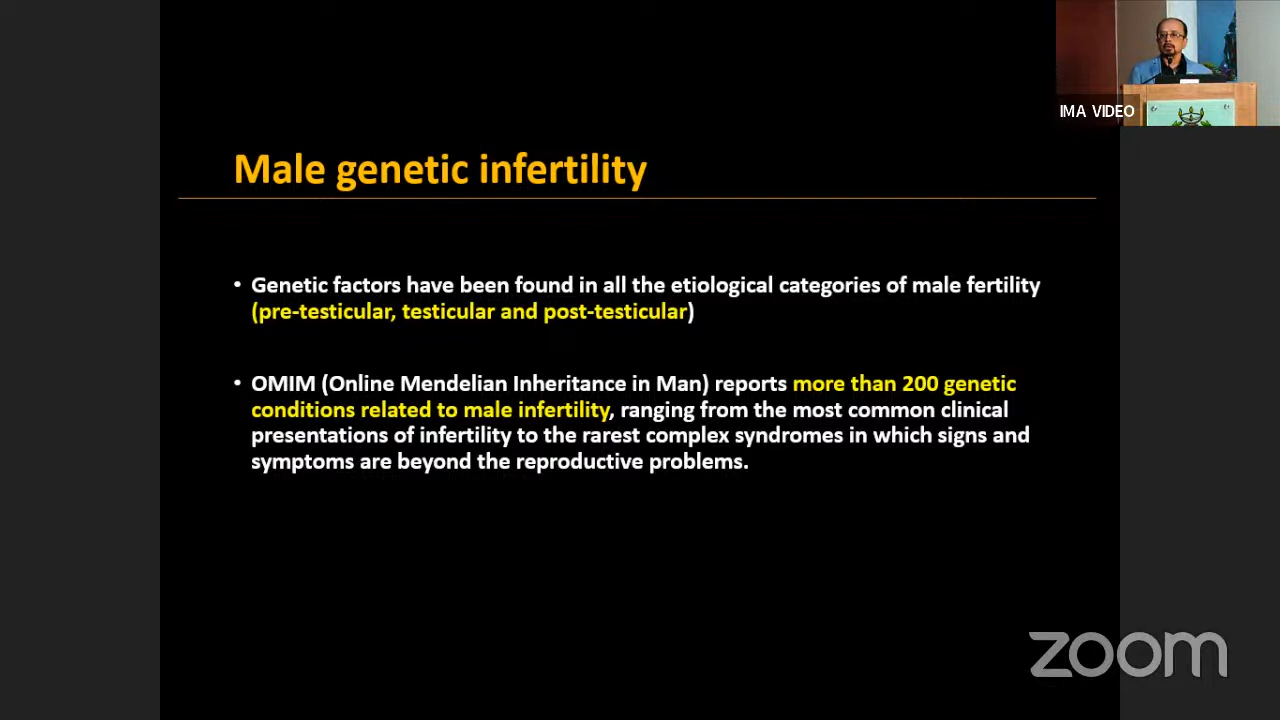 IMA VIDEO
Male genetic infertility
• Genetic factors have been found in all the etiological categories of male fertility
(pre-testicular, testicular and post-testicular)
• OMIM (Online Mendelian Inheritance in Man) reports more than 200 genetic
conditions related to male infertility, ranging from the most common clinical
presentations of infertility to the rarest complex syndromes in which signs and
symptoms are beyond the reproductive problems.
zoom